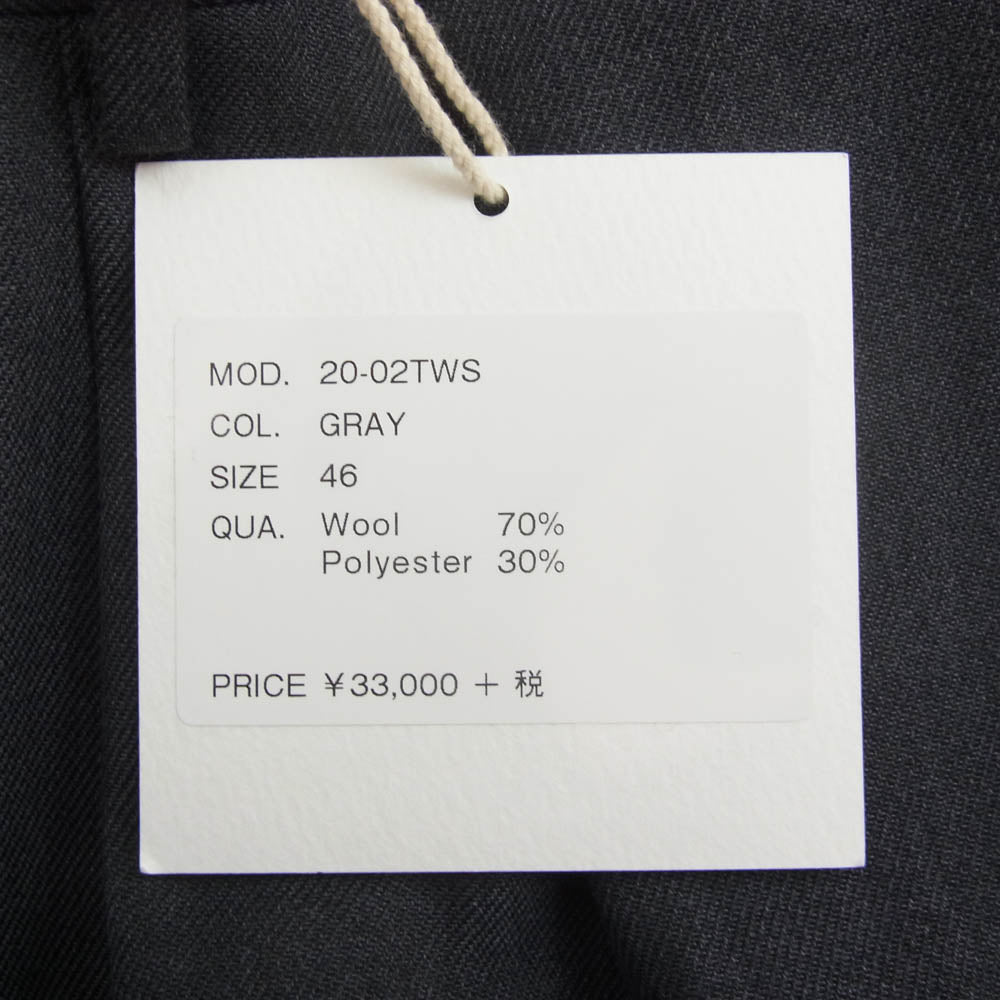 MOD. 20-02TWS
COL. GRAY
SIZE 46
QUA. Wool 70%
Polyester 30%
PRICE ¥33,000 + 税